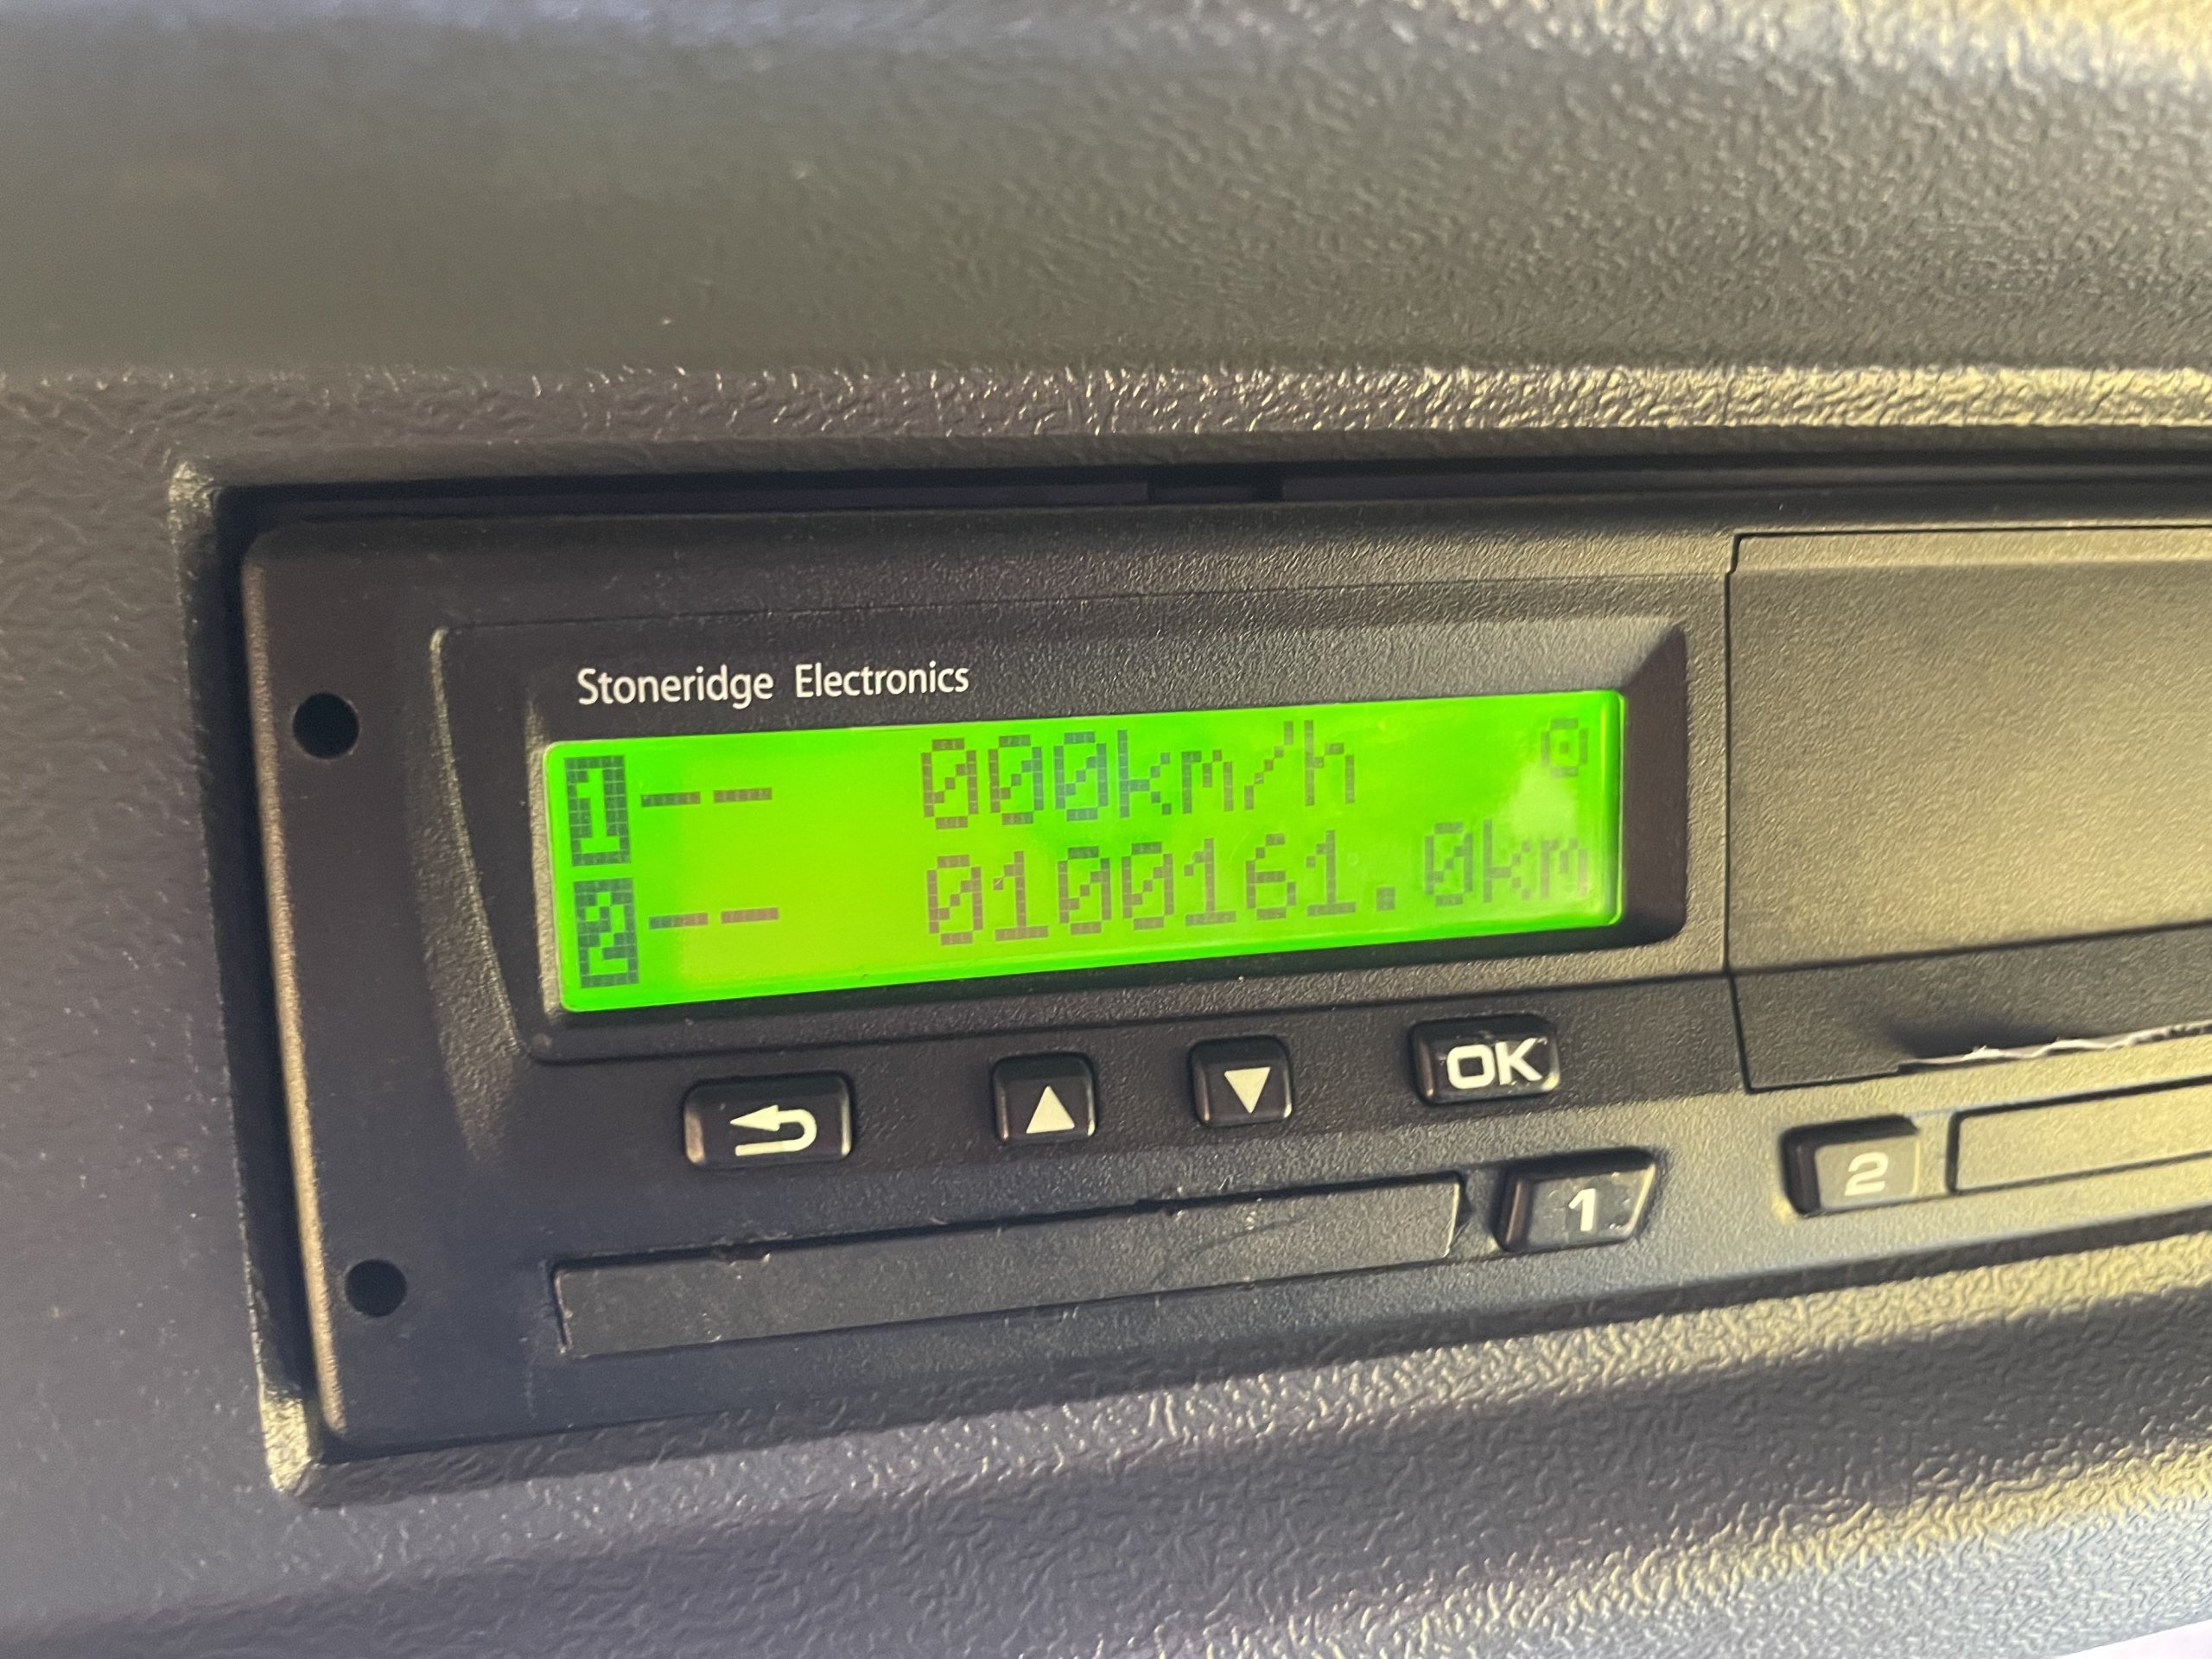 Stoneridge Electronics
1-- 000km/h
2-- 0100161.0km
OK
1
2